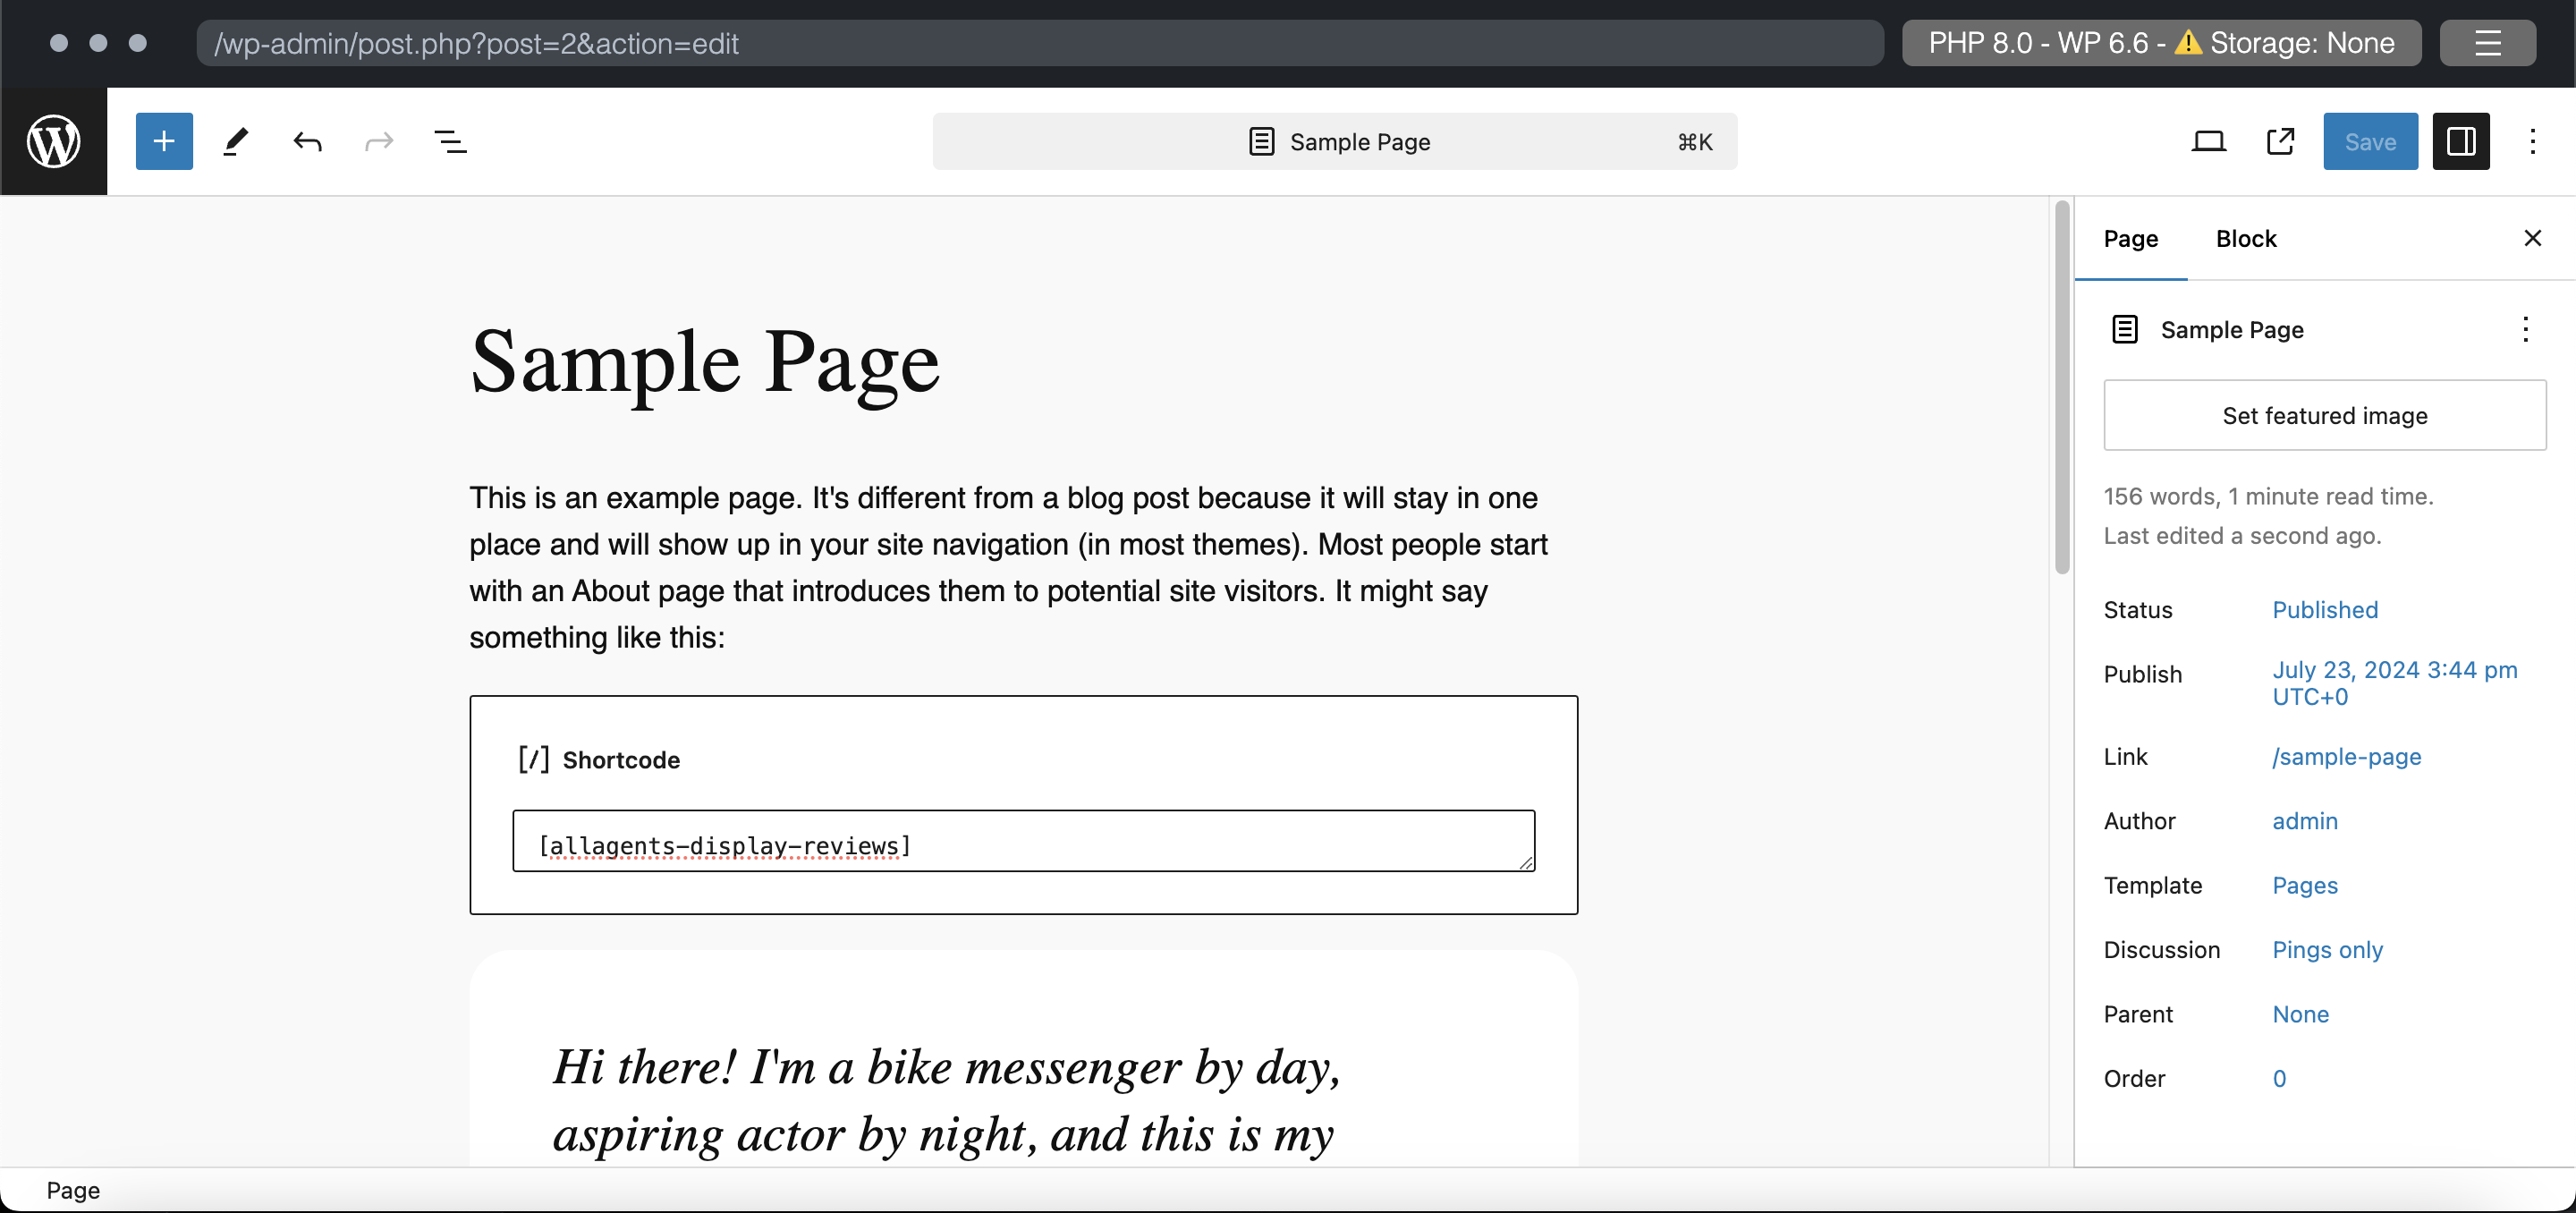 /wp-admin/post.php?post=2&action=edit
PHP 8.0 - WP 6.6 - ⚠️ Storage: None
Sample Page
⌘K
Save
Page
Block
Sample Page
Set featured image
156 words, 1 minute read time.
Last edited a second ago.
Status
Published
Publish
July 23, 2024 3:44 pm
UTC+0
Link
/sample-page
Author
admin
Template
Pages
Discussion
Pings only
Parent
None
Order
0
Sample Page
This is an example page. It's different from a blog post because it will stay in one
place and will show up in your site navigation (in most themes). Most people start
with an About page that introduces them to potential site visitors. It might say
something like this:
[/] Shortcode
[allagents-display-reviews]
Hi there! I'm a bike messenger by day,
aspiring actor by night, and this is my
Page